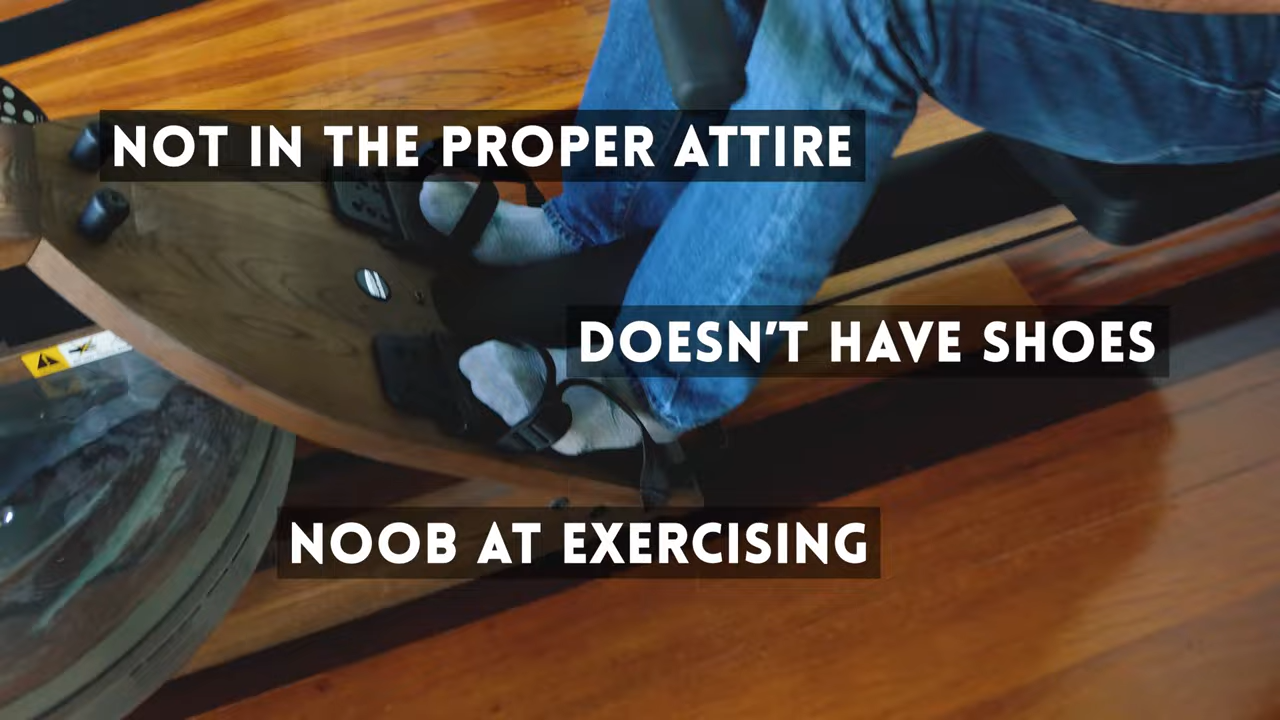 NOT IN THE PROPER ATTIRE
DOESN'T HAVE SHOES
NOOB AT EXERCISING